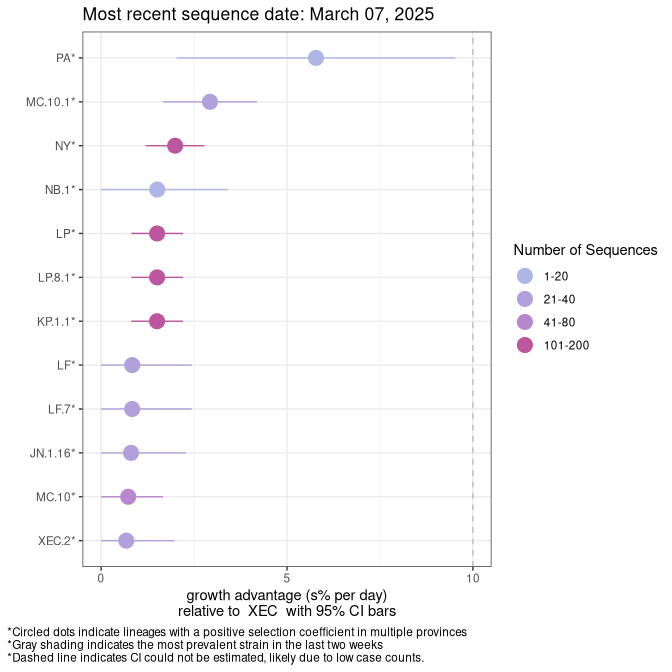 Most recent sequence date: March 07, 2025
PA*
MC.10.1*
NY*
NB.1*
LP*
LP.8.1*
KP.1.1*
LF*
LF.7*
JN.1.16*
MC.10*
XEC.2*
0 5 10
growth advantage (s% per day)
relative to XEC with 95% CI bars
Number of Sequences
1-20
21-40
41-80
101-200
*Circled dots indicate lineages with a positive selection coefficient in multiple provinces
*Gray shading indicates the most prevalent strain in the last two weeks
*Dashed line indicates CI could not be estimated, likely due to low case counts.